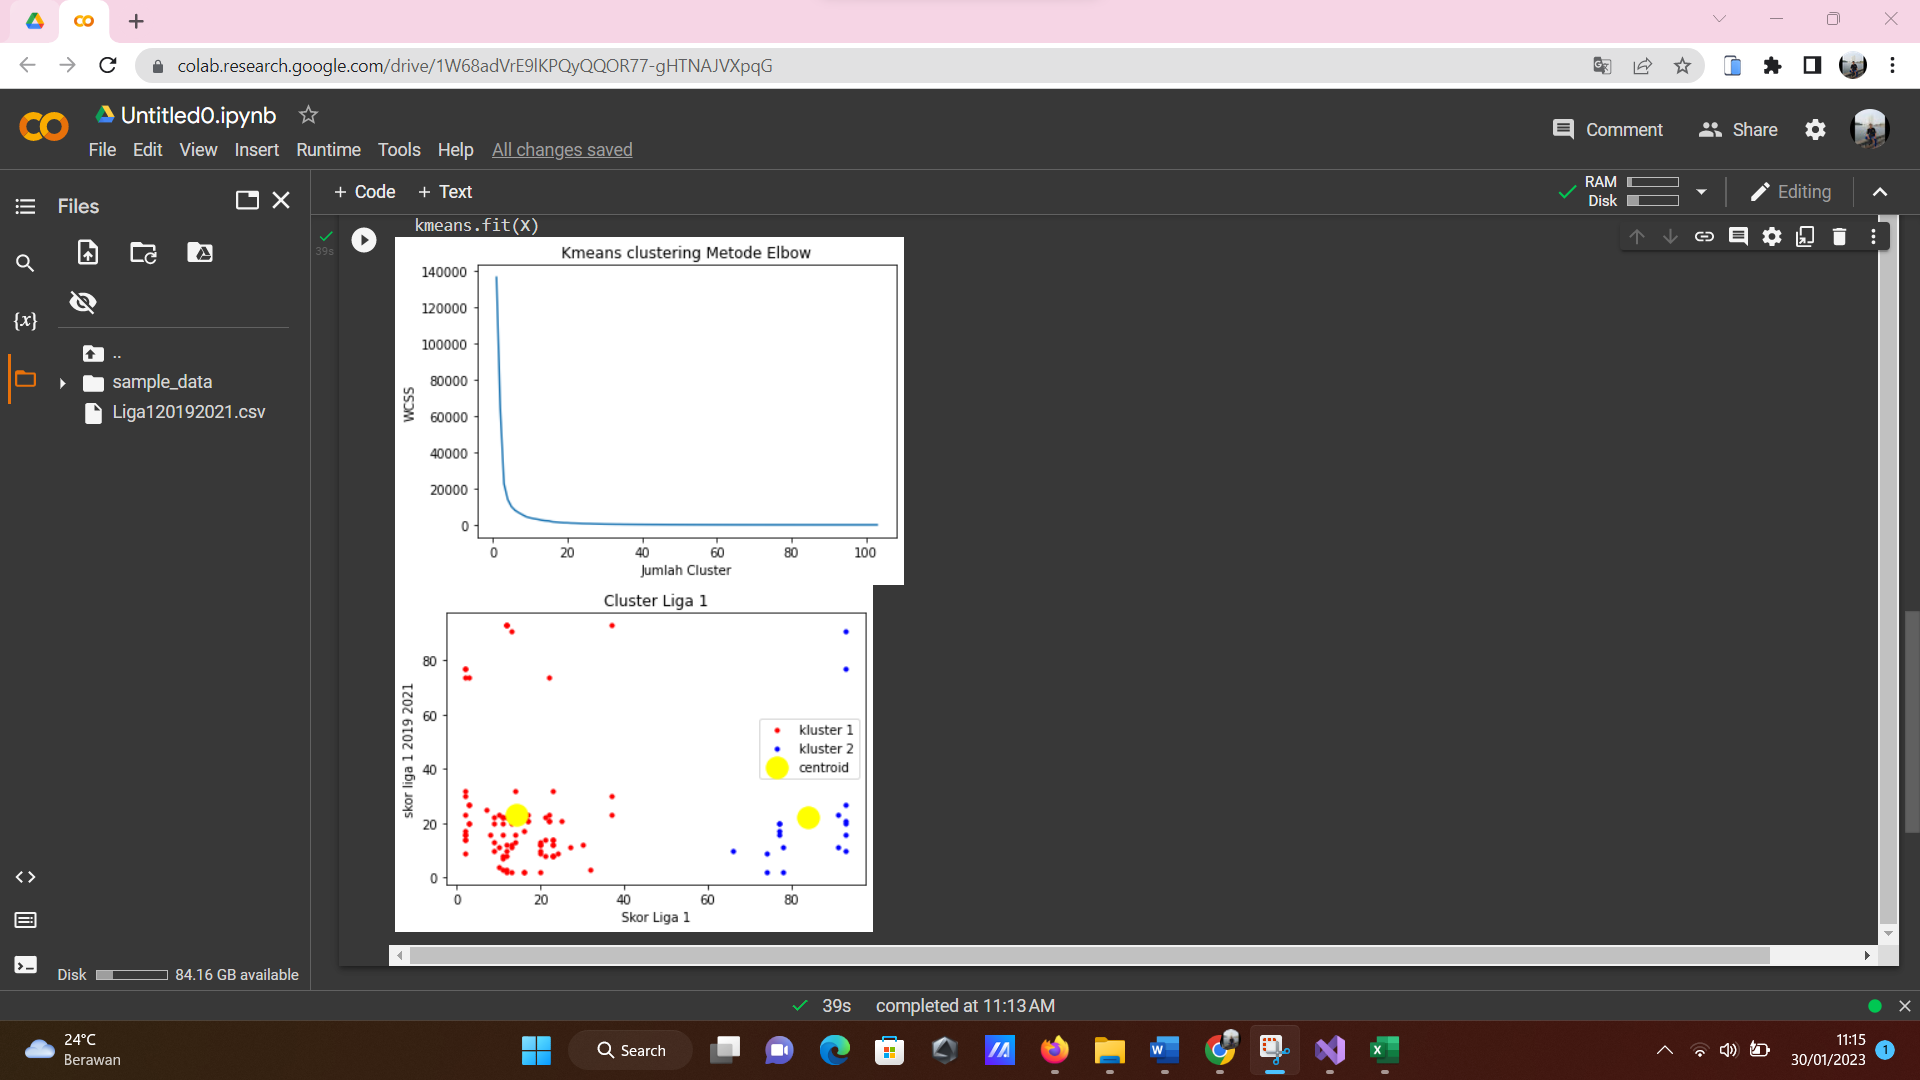 colab.research.google.com/drive/1W68adVrE9lKPQyQQOR77-gHTNAJVXpqG
Untitled0.ipynb
File Edit View Insert Runtime Tools Help All changes saved
Comment
Share
Files
+ Code + Text
RAM
Disk
Editing
39s
kmeans.fit(X)
{x}
..
sample_data
Liga120192021.csv
Kmeans clustering Metode Elbow
140000
120000
100000
80000
60000
40000
20000
0
WCSS
0 20 40 60 80 100
Jumlah Cluster
Cluster Liga 1
80
60
40
20
0
skor liga 1 2019 2021
kluster 1
kluster 2
centroid
0 20 40 60 80
Skor Liga 1
Disk 84.16 GB available
39s completed at 11:13 AM
24°C
Berawan
Search
11:15
30/01/2023
1